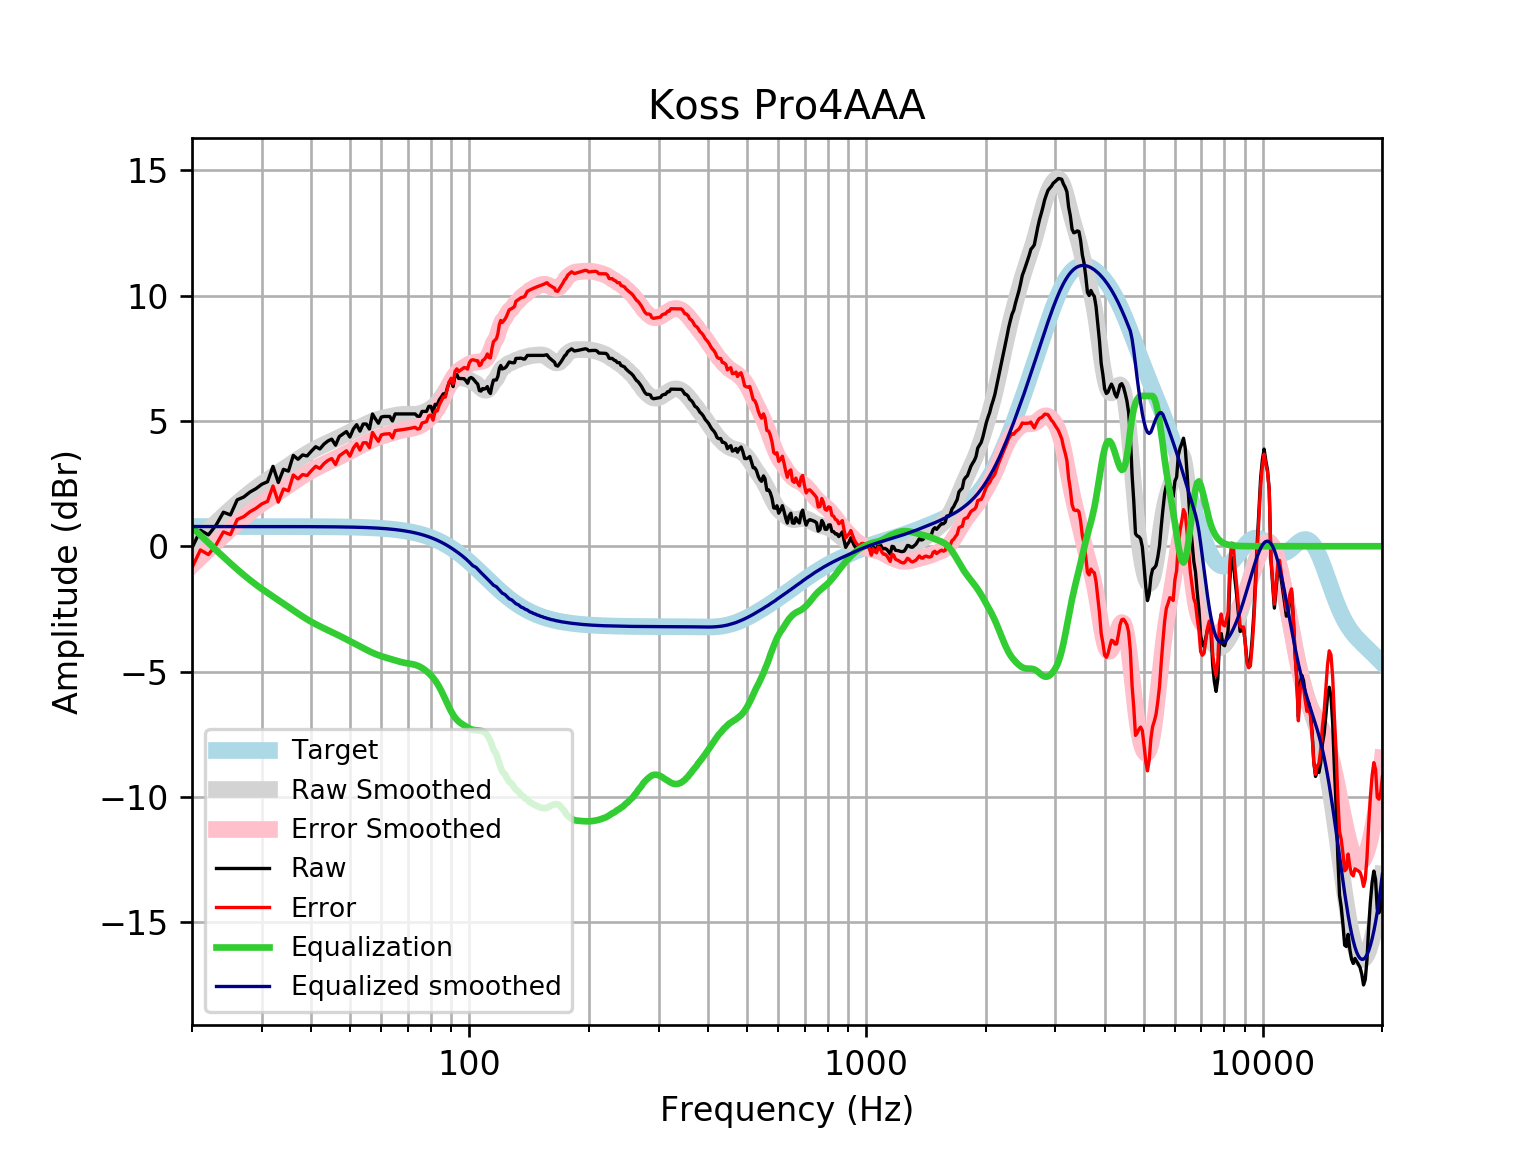 Koss Pro4AAA
15
10
5
0
−5
−10
−15
Amplitude (dBr)
Target
Raw Smoothed
Error Smoothed
Raw
Error
Equalization
Equalized smoothed
100
1000
10000
Frequency (Hz)